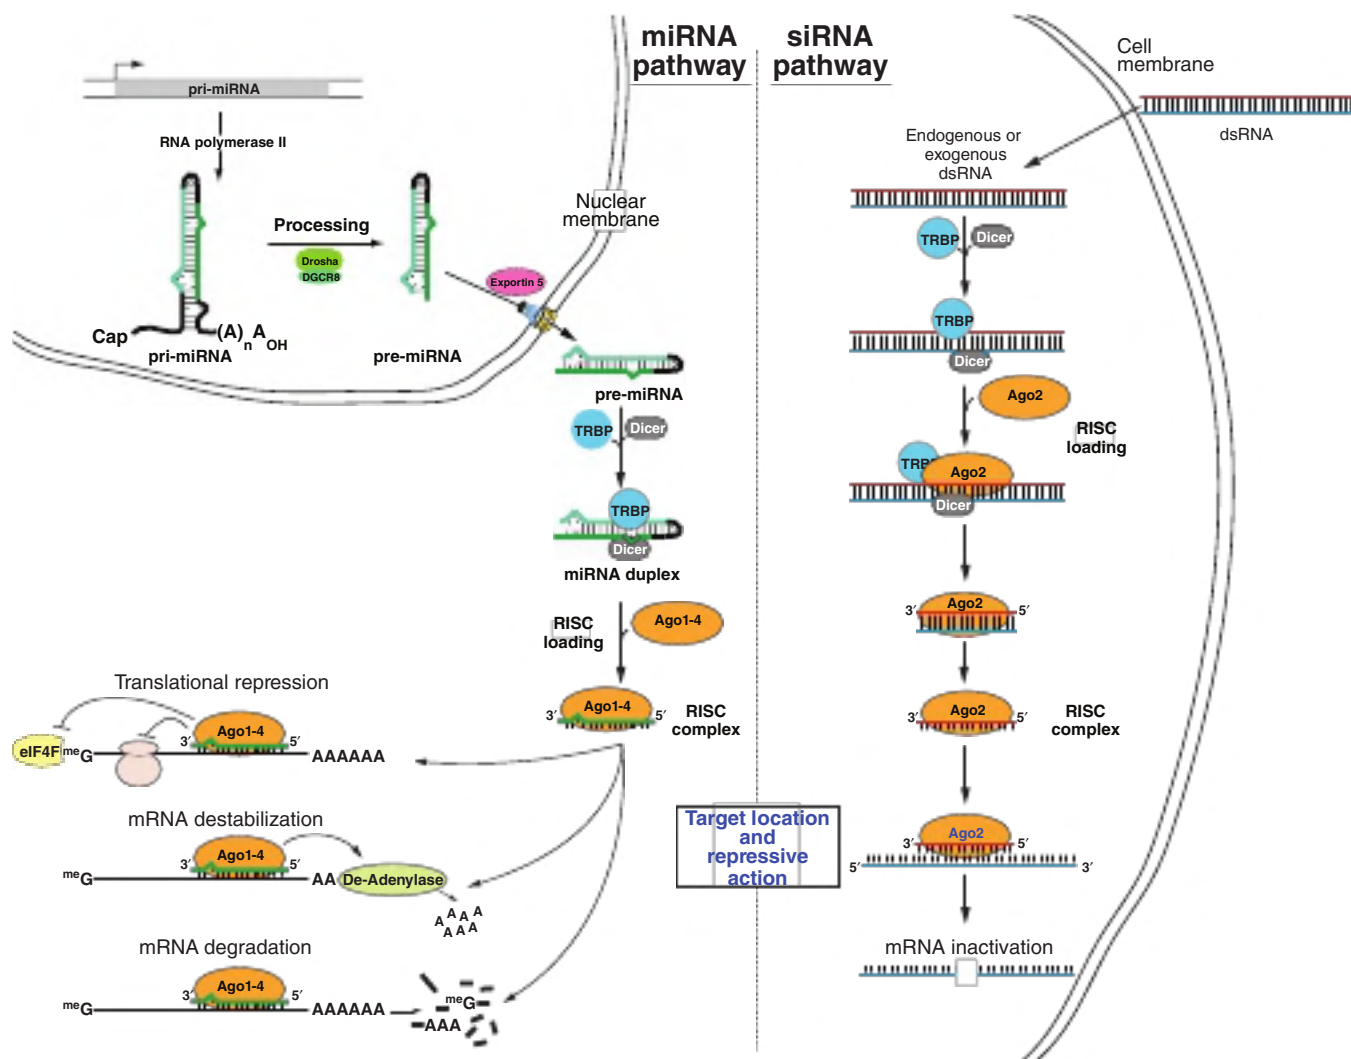 miRNA
pathway
siRNA
pathway
Cell
membrane
dsRNA
pri-miRNA
RNA polymerase II
Processing
Drosha
DGCR8
Cap
(A)nAOH
pri-miRNA
pre-miRNA
Exportin 5
Nuclear
membrane
pre-miRNA
TRBP
Dicer
TRBP
Dicer
miRNA duplex
RISC
loading
Ago1-4
3′
Ago1-4
5′
RISC
complex
Translational repression
eIF4F
meG
3′
Ago1-4
5′
AAAAAA
mRNA destabilization
meG
3′
Ago1-4
5′
AA
De-Adenylase
A A A A
A A A
mRNA degradation
meG
3′
Ago1-4
5′
AAAAAA
meG
AAA
Endogenous or
exogenous
dsRNA
TRBP
Dicer
TRBP
Dicer
Ago2
RISC
loading
TRBP
Ago2
Dicer
3′
Ago2
5′
3′
Ago2
5′
RISC
complex
Target location
and
repressive
action
Ago2
3′
5′
5′
3′
mRNA inactivation